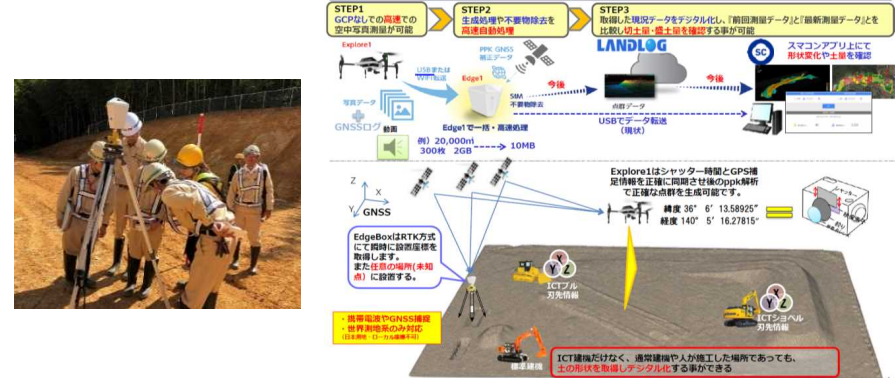 STEP1
GCPなしでの高速での
空中写真測量が可能
STEP2
生成処理や不要物除去を
高速自動処理
STEP3
取得した現況データをデジタル化し、『前回測量データ』と『最新測量データ』とを
比較し切土量・盛土量を確認する事が可能
Explore1
USBまたは
WiFi転送
写真データ
GNSSログ
動画
PPK GNSS
補正データ
Edge1
SIM
不要物除去
Edge1で一括・高速処理
例）20,000㎡
300枚 2GB
10MB
今後
LANDLOG
点群データ
今後
USBでデータ転送
（現状）
SC
スマコンアプリ上にて
形状変化や土量を確認
Z
X
Y
GNSS
Explore1はシャッター時間とGPS補
足情報を正確に同期させ後のppk解析
で正確な点群を生成可能です。
緯度 36° 6′ 13.58925″
経度 140° 5′ 16.27815″
シャッター
EdgeBoxはRTK方式
にて瞬時に設置座標を
取得します。
また任意の場所(未知
点）に設置する。
X
Y
Z
ICTブル
刃先情報
X
Y
Z
ICTショベル
刃先情報
・携帯電波やGNSS捕捉
・世界測地系のみ対応
標準建機
ICT建機だけなく、通常建機や人が施工した場所であっても、
土の形状を取得しデジタル化する事ができる